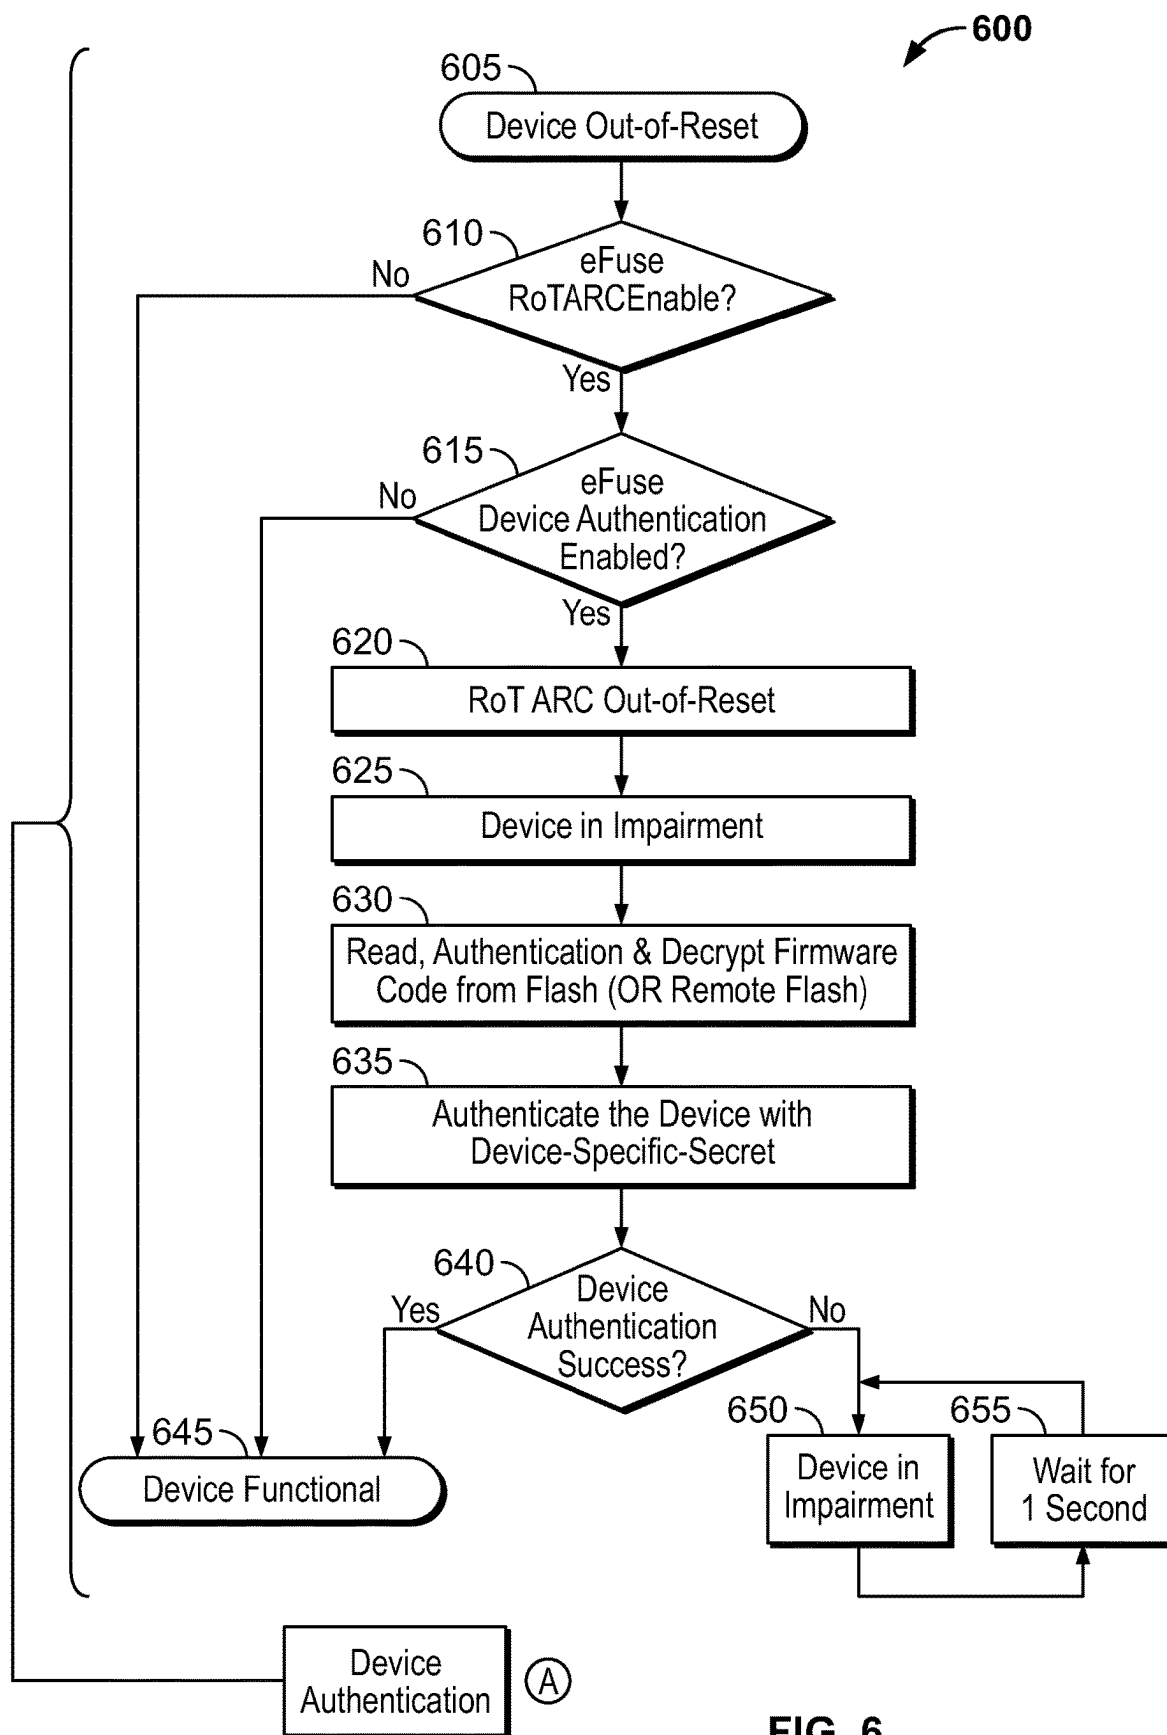 600
605
Device Out-of-Reset
610
eFuse
RoTARCEnable?
No
Yes
615
eFuse
Device Authentication
Enabled?
No
Yes
620
RoT ARC Out-of-Reset
625
Device in Impairment
630
Read, Authentication & Decrypt Firmware
Code from Flash (OR Remote Flash)
635
Authenticate the Device with
Device-Specific-Secret
640
Device
Authentication
Success?
Yes
No
645
Device Functional
650
Device in
Impairment
655
Wait for
1 Second
Device
Authentication
A
FIG. 6